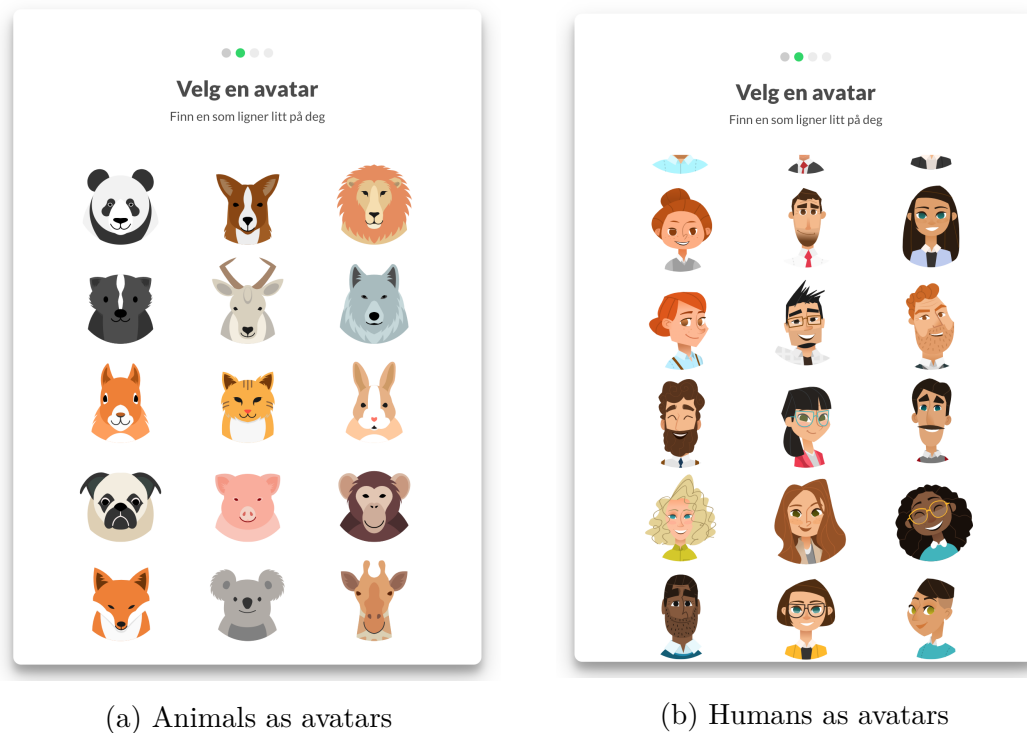 Velg en avatar
Finn en som ligner litt på deg
(a) Animals as avatars
Velg en avatar
Finn en som ligner litt på deg
(b) Humans as avatars